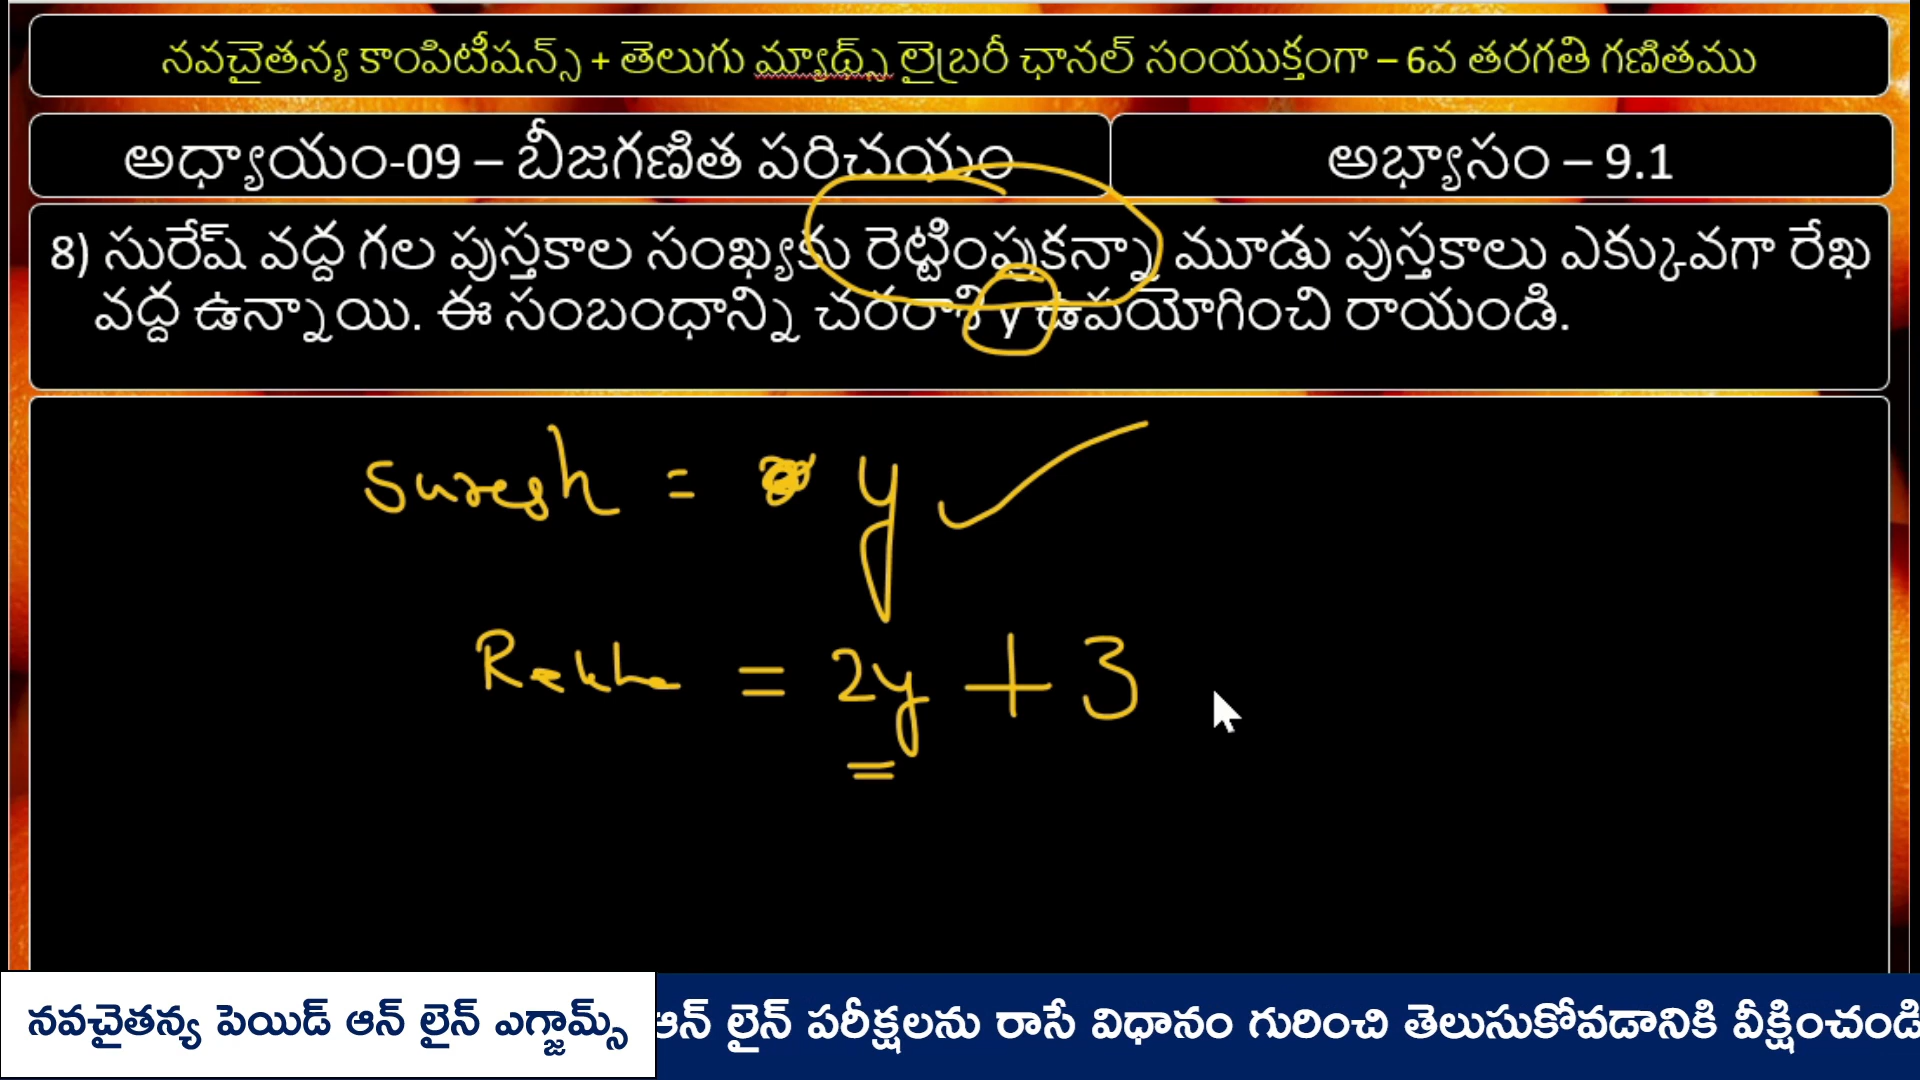 నవచైతన్య కాంపిటీషన్స్ + తెలుగు మ్యాథ్స్ లైబ్రరీ ఛానల్ సంయుక్తంగా – 6వ తరగతి గణితము
అధ్యాయం-09 – బీజగణిత పరిచయం
అభ్యాసం – 9.1
8) సురేష్ వద్ద గల పుస్తకాల సంఖ్యకు రెట్టింపుకన్నా మూడు పుస్తకాలు ఎక్కువగా రేఖ
వద్ద ఉన్నాయి. ఈ సంబంధాన్ని చరరాశి y ఉపయోగించి రాయండి.
Suresh = y
Rekha = 2y + 3
నవచైతన్య పెయిడ్ ఆన్ లైన్ ఎగ్జామ్స్
ఆన్ లైన్ పరీక్షలను రాసే విధానం గురించి తెలుసుకోవడానికి వీక్షించండి